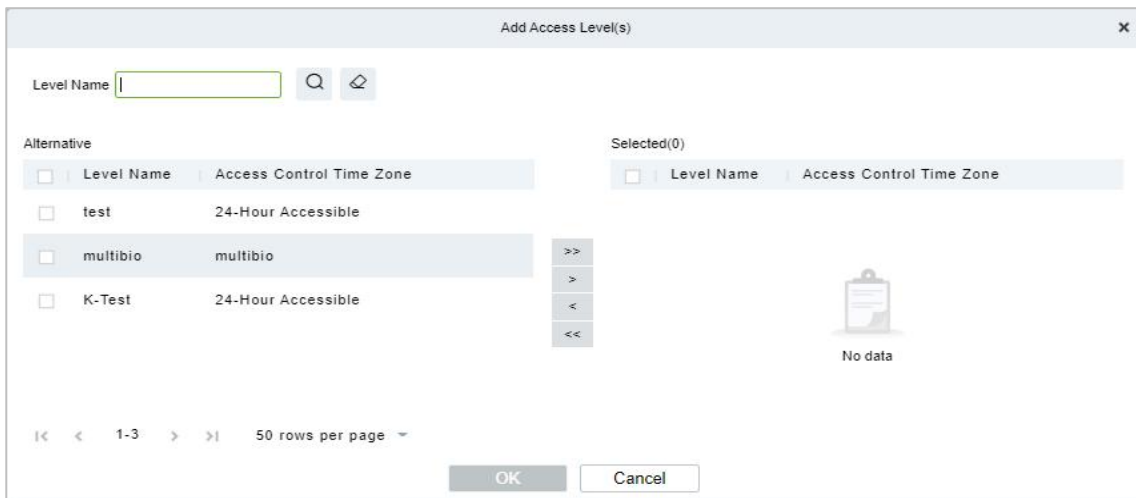 Add Access Level(s)
Level Name
Alternative
Level Name Access Control Time Zone
test 24-Hour Accessible
multibio multibio
K-Test 24-Hour Accessible
>>
>
<
<<
Selected(0)
Level Name Access Control Time Zone
No data
1-3 50 rows per page
OK Cancel